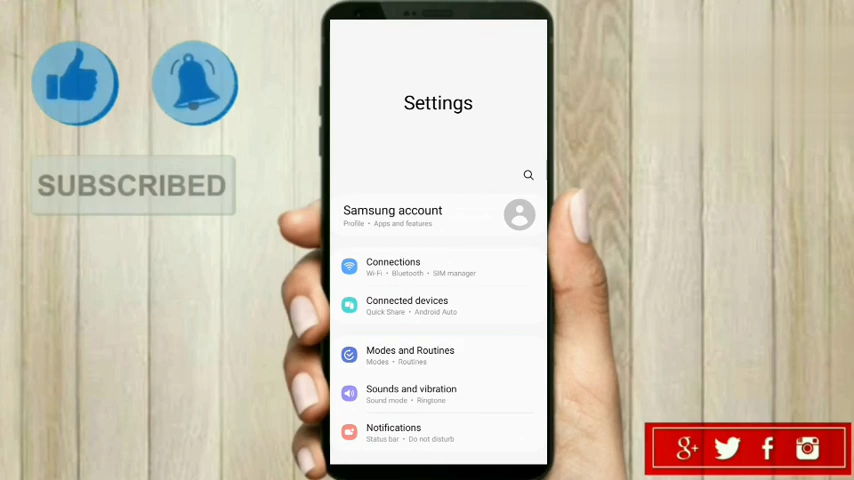 Settings
SUBSCRIBED
Samsung account
Profile • Apps and features
Connections
Wi-Fi • Bluetooth • SIM manager
Connected devices
Quick Share • Android Auto
Modes and Routines
Modes • Routines
Sounds and vibration
Sound mode • Ringtone
Notifications
Status bar • Do not disturb
g+
f